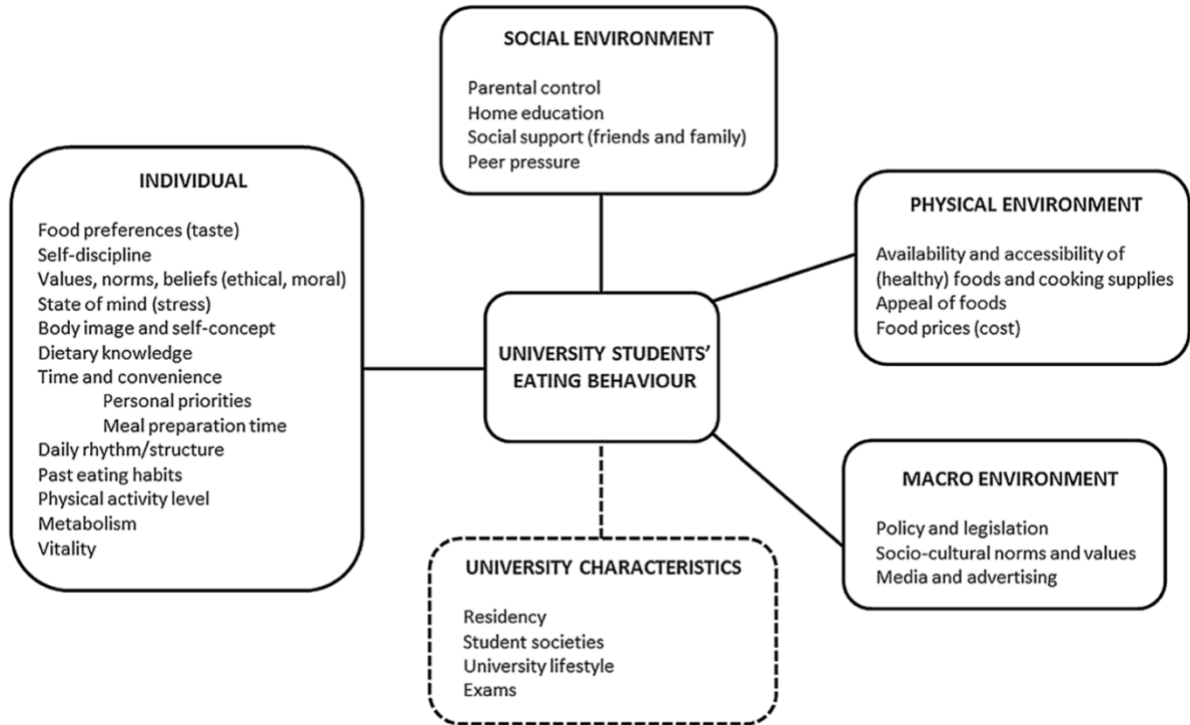 SOCIAL ENVIRONMENT
Parental control
Home education
Social support (friends and family)
Peer pressure
INDIVIDUAL
Food preferences (taste)
Self-discipline
Values, norms, beliefs (ethical, moral)
State of mind (stress)
Body image and self-concept
Dietary knowledge
Time and convenience
Personal priorities
Meal preparation time
Daily rhythm/structure
Past eating habits
Physical activity level
Metabolism
Vitality
PHYSICAL ENVIRONMENT
Availability and accessibility of
(healthy) foods and cooking supplies
Appeal of foods
Food prices (cost)
UNIVERSITY STUDENTS’
EATING BEHAVIOUR
MACRO ENVIRONMENT
Policy and legislation
Socio-cultural norms and values
Media and advertising
UNIVERSITY CHARACTERISTICS
Residency
Student societies
University lifestyle
Exams